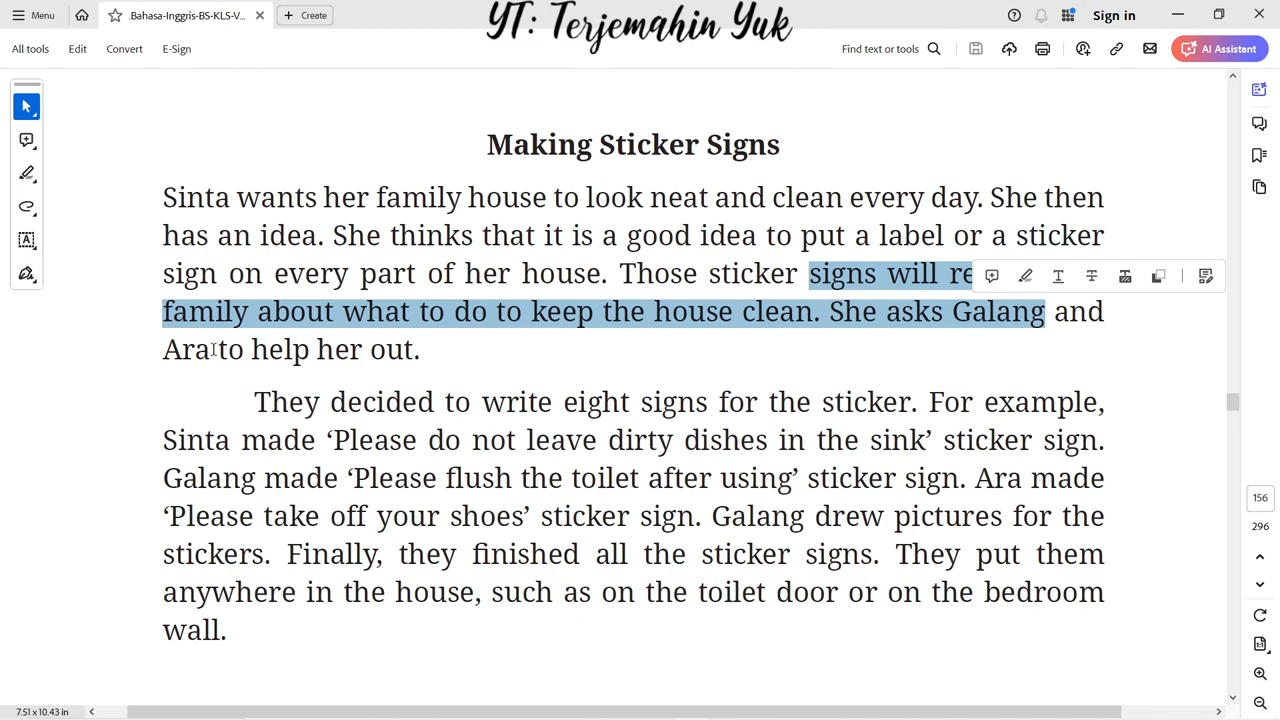 .Bahasa-Inggris-BS-KLS-V...
Create
YT: Terjemahin Yuk
Sign in
Menu
All tools
Edit
Convert
E-Sign
Find text or tools
AI Assistant
Making Sticker Signs
Sinta wants her family house to look neat and clean every day. She then
has an idea. She thinks that it is a good idea to put a label or a sticker
sign on every part of her house. Those sticker signs will
family about what to do to keep the house clean. She asks Galang and
Ara to help her out.
They decided to write eight signs for the sticker. For example,
Sinta made ‘Please do not leave dirty dishes in the sink’ sticker sign.
Galang made ‘Please flush the toilet after using’ sticker sign. Ara made
‘Please take off your shoes’ sticker sign. Galang drew pictures for the
stickers. Finally, they finished all the sticker signs. They put them
anywhere in the house, such as on the toilet door or on the bedroom
wall.
156
296
7.51 x 10.43 in